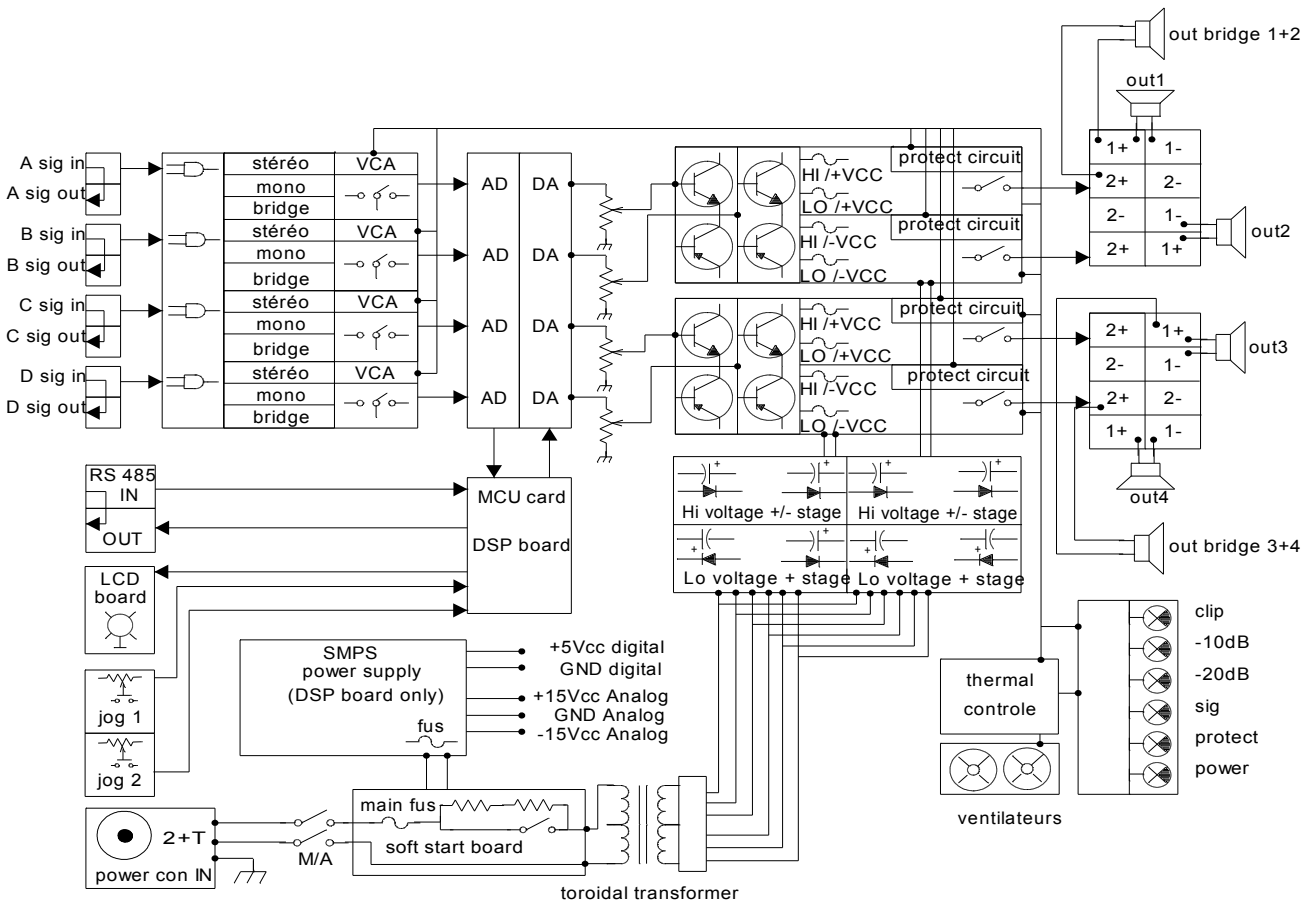 out bridge 1+2
out1
A sig in
A sig out
stéréo
VCA
mono
bridge
B sig in
B sig out
stéréo
VCA
mono
bridge
C sig in
C sig out
stéréo
VCA
mono
bridge
D sig in
D sig out
stéréo
VCA
mono
bridge
AD
DA
AD
DA
AD
DA
AD
DA
HI /+VCC
LO /+VCC
HI /-VCC
LO /-VCC
protect circuit
protect circuit
HI /+VCC
LO /+VCC
HI /-VCC
LO /-VCC
protect circuit
protect circuit
1+ 1-
2+ 2-
2- 1-
2+ 1+
out2
2+ 1+
2- 1-
2+ 2-
1+ 1-
out3
out4
out bridge 3+4
RS 485
IN
OUT
MCU card
DSP board
LCD
board
jog 1
jog 2
+ + + +
Hi voltage +/- stage
Hi voltage +/- stage
+ + + +
Lo voltage + stage
Lo voltage + stage
SMPS
power supply
(DSP board only)
fus
+5Vcc digital
GND digital
+15Vcc Analog
GND Analog
-15Vcc Analog
2+T
power con IN
M/A
main fus
soft start board
toroidal transformer
thermal
controle
ventilateurs
clip
-10dB
-20dB
sig
protect
power